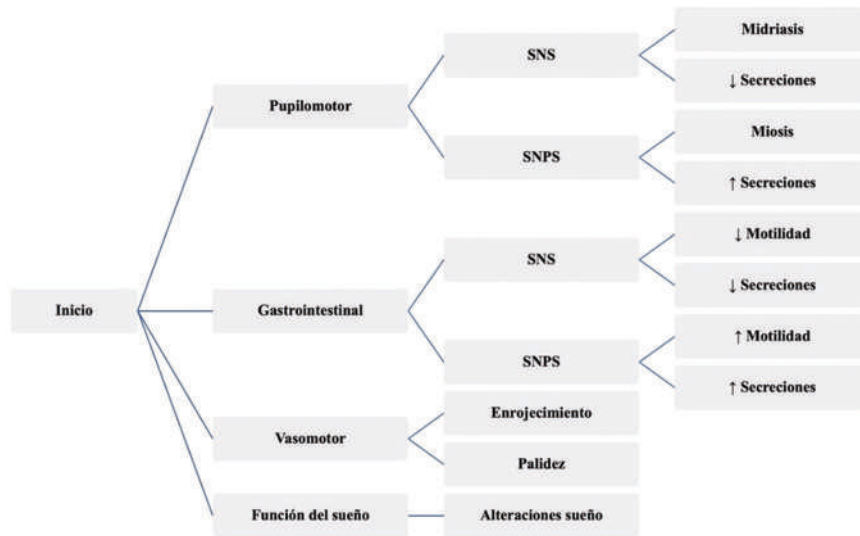 Inicio
Pupilomotor
SNS
Midriasis
↓ Secreciones
SNPS
Miosis
↑ Secreciones
Gastrointestinal
SNS
↓ Motilidad
↓ Secreciones
SNPS
↑ Motilidad
↑ Secreciones
Vasomotor
Enrojecimiento
Palidez
Función del sueño
Alteraciones sueño